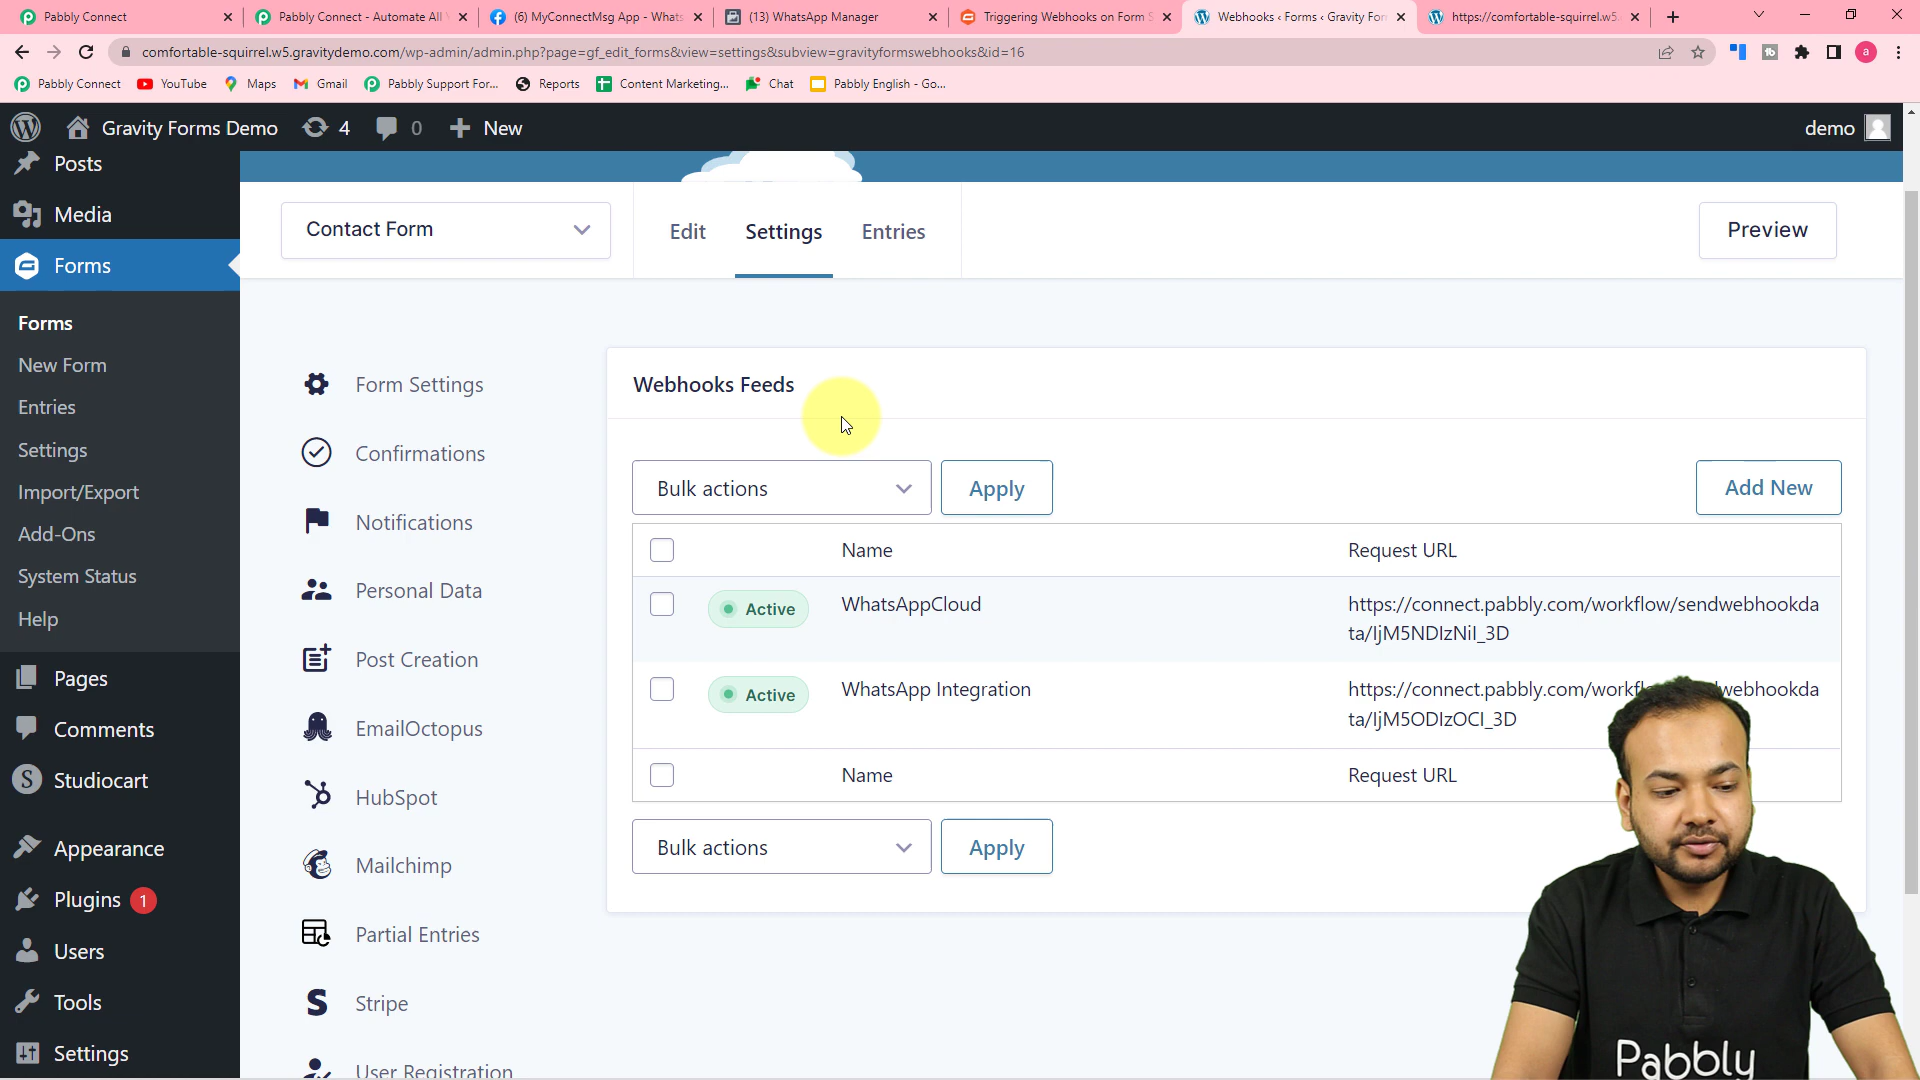 Pabbly Connect
Pabbly Connect - Automate All
(6) MyConnectMsg App - Whats
(13) WhatsApp Manager
Triggering Webhooks on Form S
Webhooks ‹ Forms ‹ Gravity For
https://comfortable-squirrel.w5.
comfortable-squirrel.w5.gravitydemo.com/wp-admin/admin.php?page=gf_edit_forms&view=settings&subview=gravityformswebhooks&id=16
a
Pabbly Connect
YouTube
Maps
Gmail
Pabbly Support For...
Reports
Content Marketing...
Chat
Pabbly English - Go...
Gravity Forms Demo
4
0
New
demo
Posts
Media
Forms
Forms
New Form
Entries
Settings
Import/Export
Add-Ons
System Status
Help
Pages
Comments
Studiocart
Appearance
Plugins 1
Users
Tools
Settings
Contact Form
Edit
Settings
Entries
Preview
Form Settings
Confirmations
Notifications
Personal Data
Post Creation
EmailOctopus
HubSpot
Mailchimp
Partial Entries
Stripe
User Registration
Webhooks Feeds
Bulk actions
Apply
Add New
Name
Request URL
Active
WhatsAppCloud
https://connect.pabbly.com/workflow/sendwebhookda
ta/IjM5NDIzNiI_3D
Active
WhatsApp Integration
https://connect.pabbly.com/workfl webhookda
ta/IjM5ODIzOCI_3D
Name
Request URL
Bulk actions
Apply
Pabbly